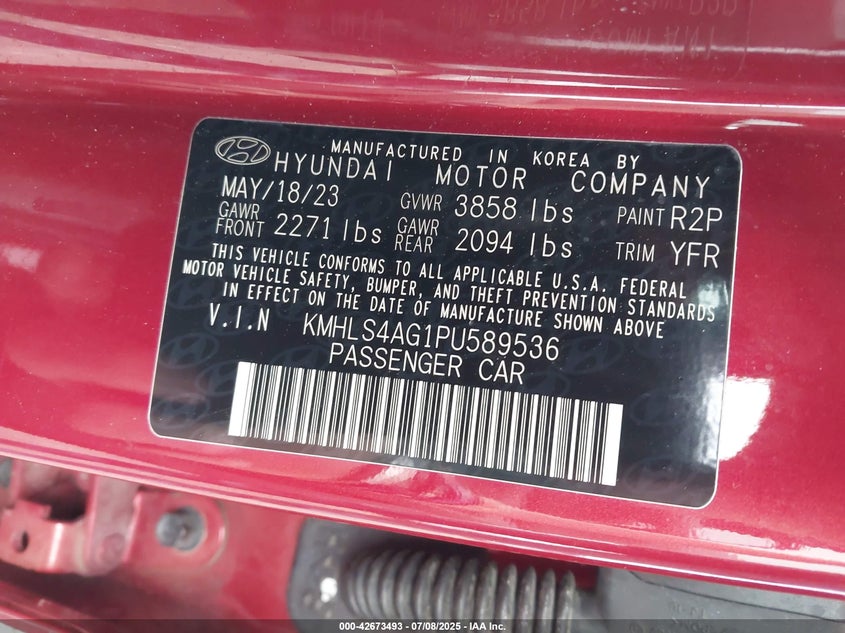 MANUFACTURED IN KOREA BY
HYUNDAI MOTOR COMPANY
MAY/18/23 GVWR 3858 lbs PAINT R2P
GAWR FRONT 2271 lbs GAWR REAR 2094 lbs TRIM YFR
THIS VEHICLE CONFORMS TO ALL APPLICABLE U.S.A. FEDERAL
MOTOR VEHICLE SAFETY, BUMPER, AND THEFT PREVENTION STANDARDS
IN EFFECT ON THE DATE OF MANUFACTURE SHOWN ABOVE
V.I.N KMHLS4AG1PU589536
PASSENGER CAR
000-42673493 - 07/08/2025 - IAA Inc.